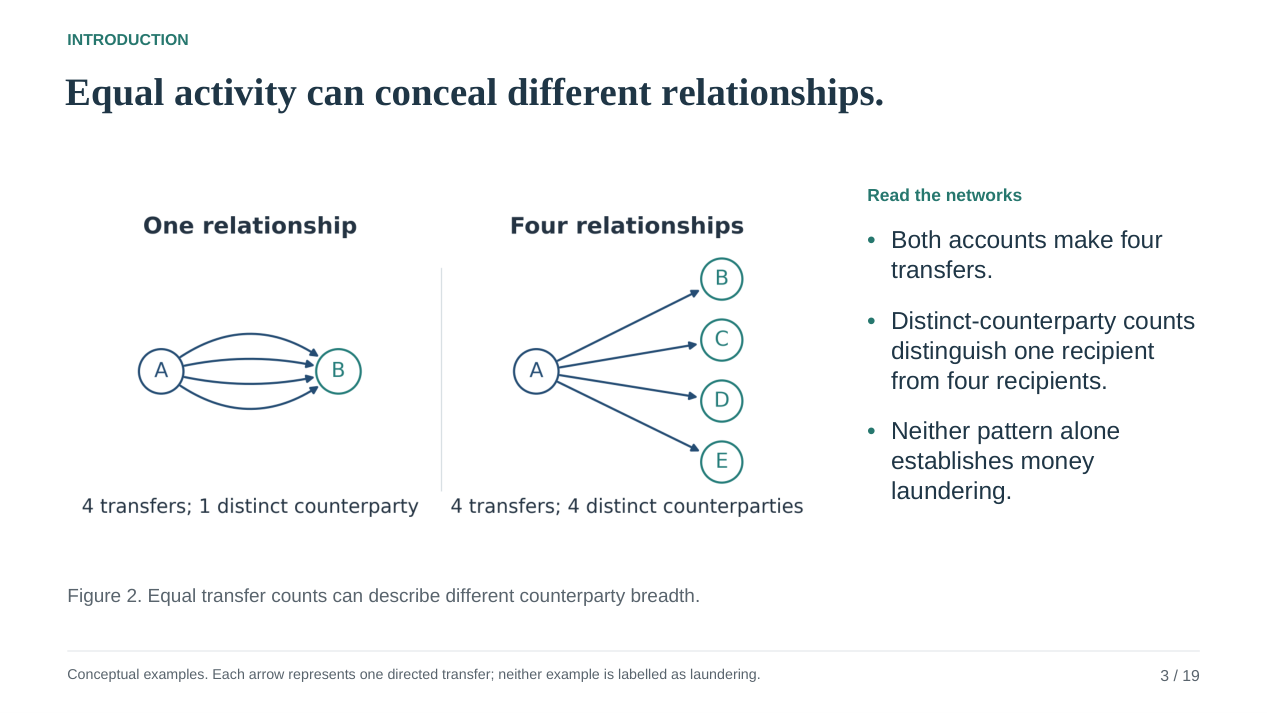 INTRODUCTION
Equal activity can conceal different relationships.
One relationship
A
B
4 transfers; 1 distinct counterparty
Four relationships
A
B
C
D
E
4 transfers; 4 distinct counterparties
Read the networks
• Both accounts make four
transfers.
• Distinct-counterparty counts
distinguish one recipient
from four recipients.
• Neither pattern alone
establishes money
laundering.
Figure 2. Equal transfer counts can describe different counterparty breadth.
Conceptual examples. Each arrow represents one directed transfer; neither example is labelled as laundering.
3 / 19